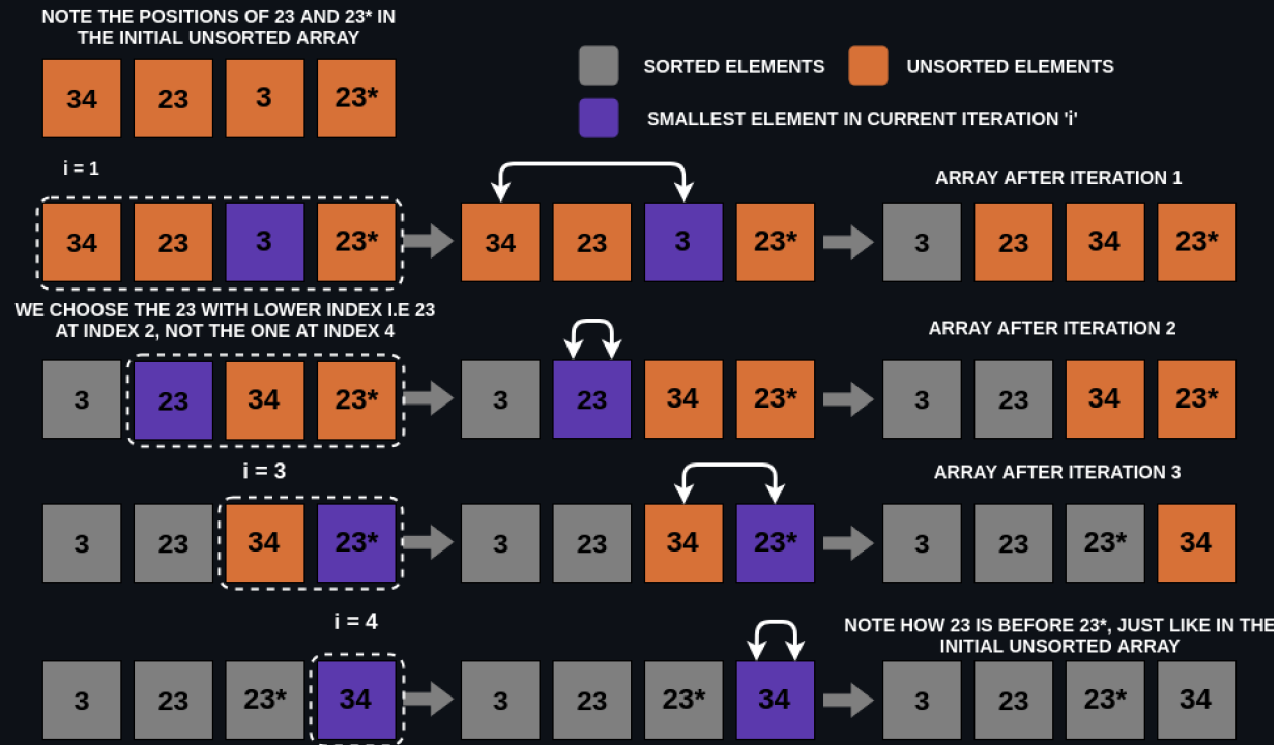 NOTE THE POSITIONS OF 23 AND 23* IN
THE INITIAL UNSORTED ARRAY
34 23 3 23*
SORTED ELEMENTS UNSORTED ELEMENTS
SMALLEST ELEMENT IN CURRENT ITERATION 'i'
i = 1
ARRAY AFTER ITERATION 1
34 23 3 23* 34 23 3 23* 3 23 34 23*
WE CHOOSE THE 23 WITH LOWER INDEX I.E 23
AT INDEX 2, NOT THE ONE AT INDEX 4
ARRAY AFTER ITERATION 2
3 23 34 23* 3 23 34 23* 3 23 34 23*
i = 3
ARRAY AFTER ITERATION 3
3 23 34 23* 3 23 34 23* 3 23 23* 34
i = 4
NOTE HOW 23 IS BEFORE 23*, JUST LIKE IN THE
INITIAL UNSORTED ARRAY
3 23 23* 34 3 23 23* 34 3 23 23* 34